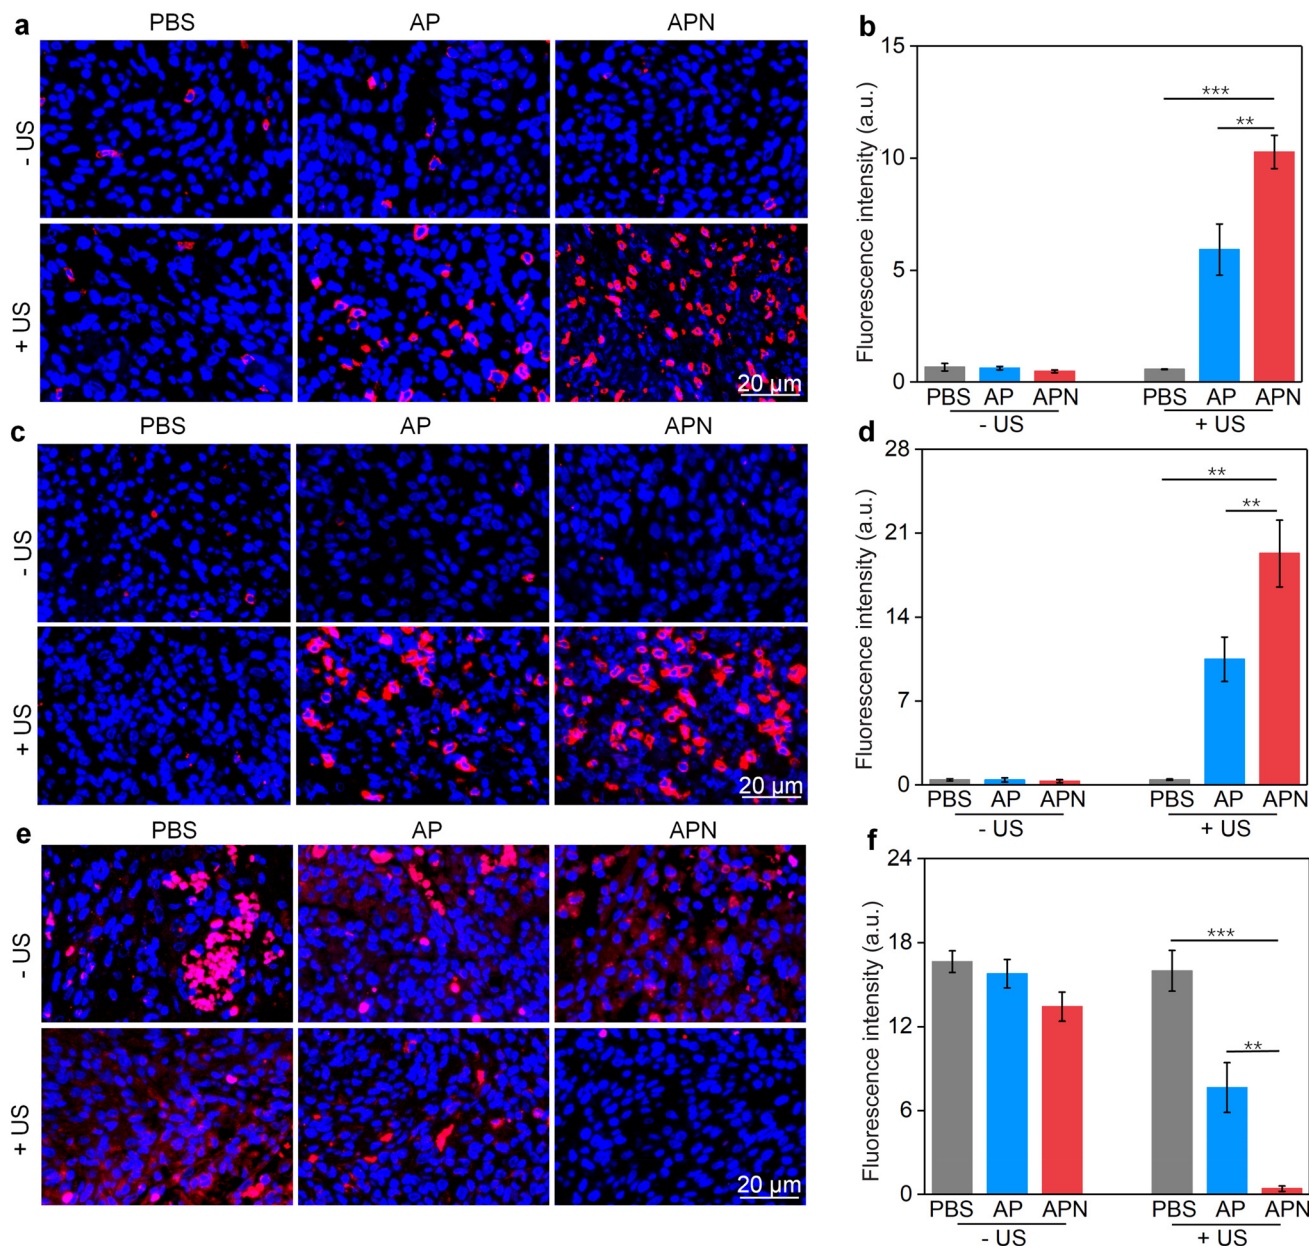 a
PBS
AP
APN
- US
+ US
20 µm
b
Fluorescence intensity (a.u.)
15
10
5
0
***
**
PBS AP APN PBS AP APN
- US + US
c
PBS
AP
APN
- US
+ US
20 µm
d
Fluorescence intensity (a.u.)
28
21
14
7
0
**
**
PBS AP APN PBS AP APN
- US + US
e
PBS
AP
APN
- US
+ US
20 µm
f
Fluorescence intensity (a.u.)
24
18
12
6
0
***
**
PBS AP APN PBS AP APN
- US + US